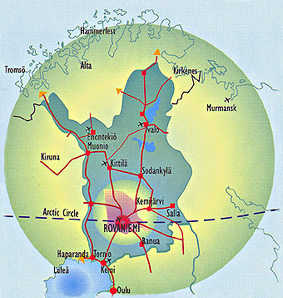 Hammerfest
Tromsö
Alta
Kirkenes
Murmansk
Enontekiö
Ivalo
Muonio
Kiruna
Kittilä
Sodankylä
Arctic Circle
Kemijärvi
Salla
ROVANIEMI
Ranua
Haparanda
Tornio
Kemi
Luleå
Oulu